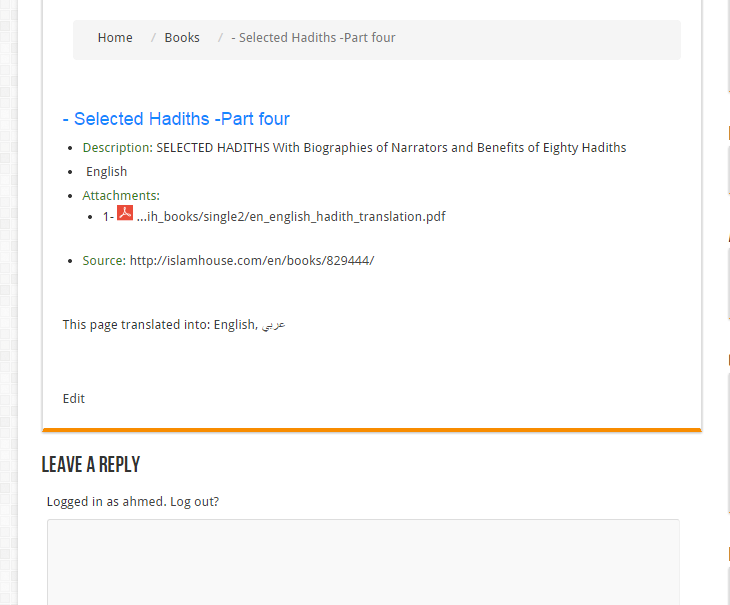 Home / Books / - Selected Hadiths -Part four
- Selected Hadiths -Part four
Description: SELECTED HADITHS With Biographies of Narrators and Benefits of Eighty Hadiths
English
Attachments:
1- ...ih_books/single2/en_english_hadith_translation.pdf
Source: http://islamhouse.com/en/books/829444/
This page translated into: English, عربي
Edit
LEAVE A REPLY
Logged in as ahmed. Log out?